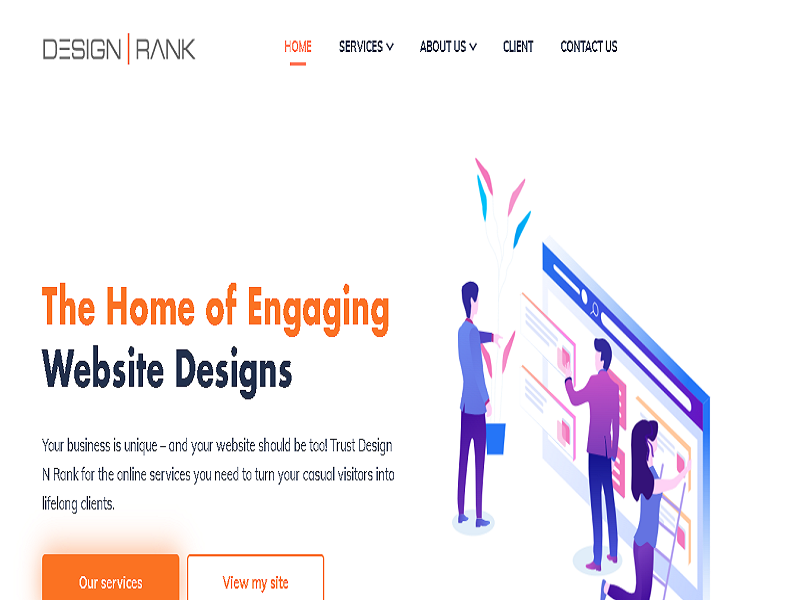 DESIGN|RANK
HOME SERVICES ABOUT US CLIENT CONTACT US
The Home of Engaging
Website Designs
Your business is unique – and your website should be too! Trust Design
N Rank for the online services you need to turn your casual visitors into
lifelong clients.
Our services View my site